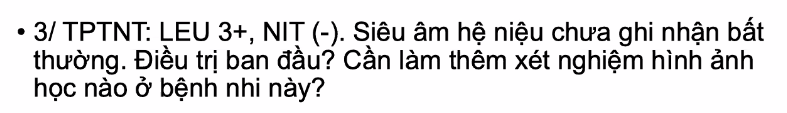 • 3/ TPTNT: LEU 3+, NIT (-). Siêu âm hệ niệu chưa ghi nhận bất
thường. Điều trị ban đầu? Cần làm thêm xét nghiệm hình ảnh
học nào ở bệnh nhi này?